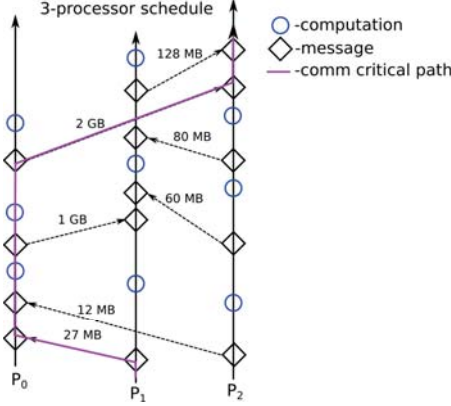 3-processor schedule
-computation
-message
-comm critical path
128 MB
2 GB
80 MB
60 MB
1 GB
12 MB
27 MB
P0
P1
P2